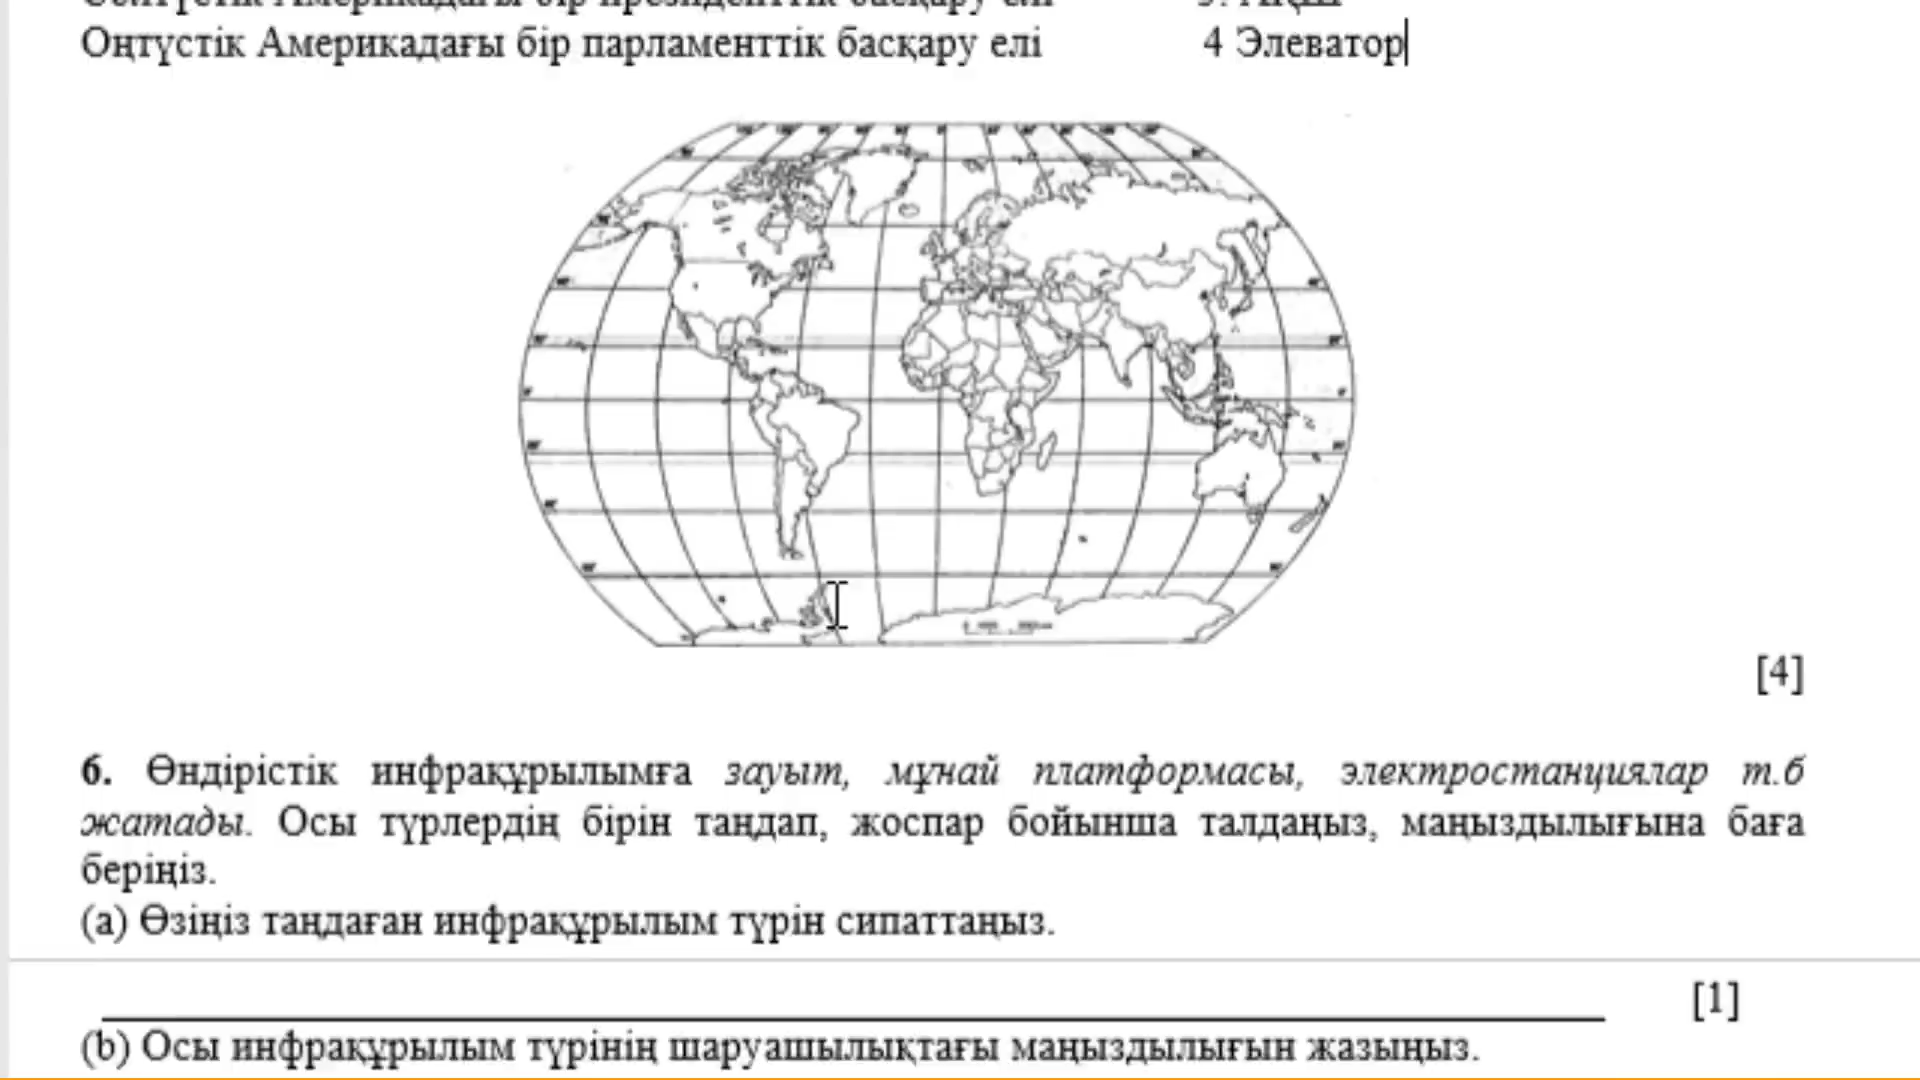 Оңтүстік Америкадағы бір парламенттік басқару елі 4 Элеватор
[4]
6. Өндірістік инфрақұрылымға зауыт, мұнай платформасы, электростанциялар т.б
жатады. Осы түрлердің бірін таңдап, жоспар бойынша талдаңыз, маңыздылығына баға
беріңіз.
(а) Өзіңіз таңдаған инфрақұрылым түрін сипаттаңыз.
[1]
(b) Осы инфрақұрылым түрінің шаруашылықтағы маңыздылығын жазыңыз.